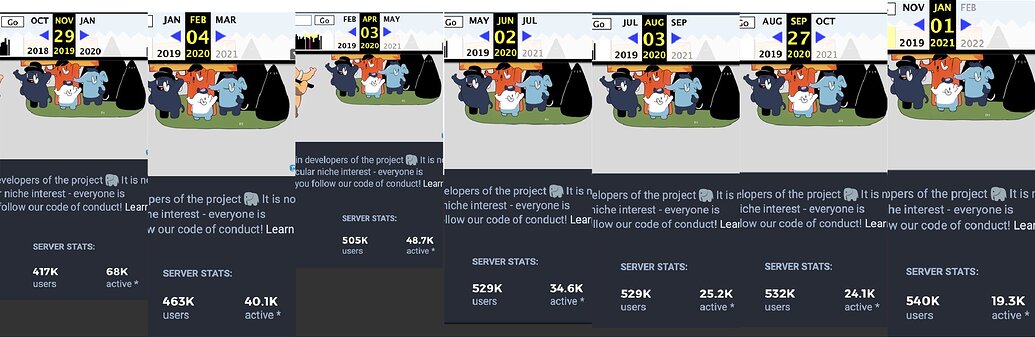 Go OCT NOV JAN
29
2018 2019 2020
velopers of the project 🐘 It is no
r niche interest - everyone is
follow our code of conduct! Learn
SERVER STATS:
417K 68K
users active *
JAN FEB MAR
04
2019 2020 2021
elopers of the project 🐘 It is no
he interest - everyone is
w our code of conduct! Learn
SERVER STATS:
463K 40.1K
users active *
Go FEB APR MAY
03
2019 2020 2021
in developers of the project 🐘 It is no
cular niche interest - everyone is
you follow our code of conduct! Learn
SERVER STATS:
505K 48.7K
users active *
Go MAY JUN JUL
02
2019 2020 2021
elopers of the project 🐘 It is n
niche interest - everyone is
llow our code of conduct! Lear
SERVER STATS:
529K 34.6K
users active *
Go JUL AUG SEP
03
2019 2020 2021
elopers of the project 🐘 It is n
niche interest - everyone is
llow our code of conduct! Lear
SERVER STATS:
529K 25.2K
users active *
Go AUG SEP OCT
27
2019 2020 2021
elopers of the project 🐘 It is r
iche interest - everyone is
llow our code of conduct! Lear
SERVER STATS:
532K 24.1K
users active *
NOV JAN FEB
01
2019 2021 2022
opers of the project 🐘 It is no
he interest - everyone is
w our code of conduct! Learn
SERVER STATS:
540K 19.3K
users active *